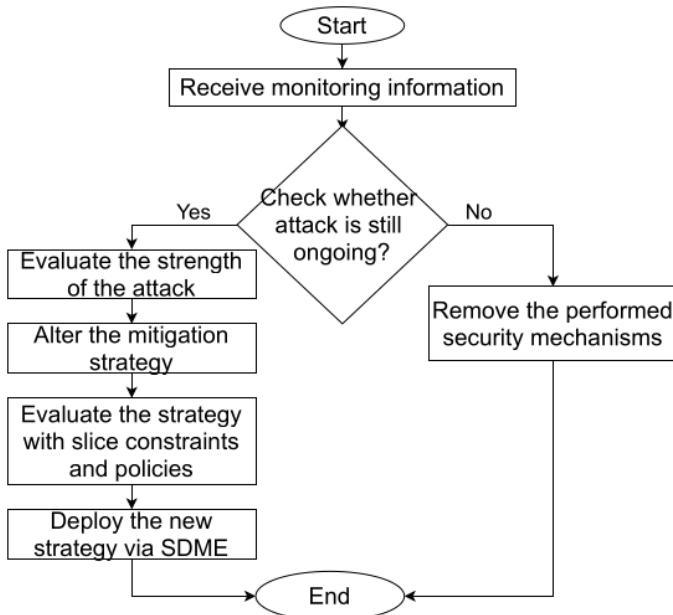 Start
Receive monitoring information
Check whether
attack is still
ongoing?
Yes
No
Evaluate the strength
of the attack
Alter the mitigation
strategy
Evaluate the strategy
with slice constraints
and policies
Deploy the new
strategy via SDME
Remove the performed
security mechanisms
End